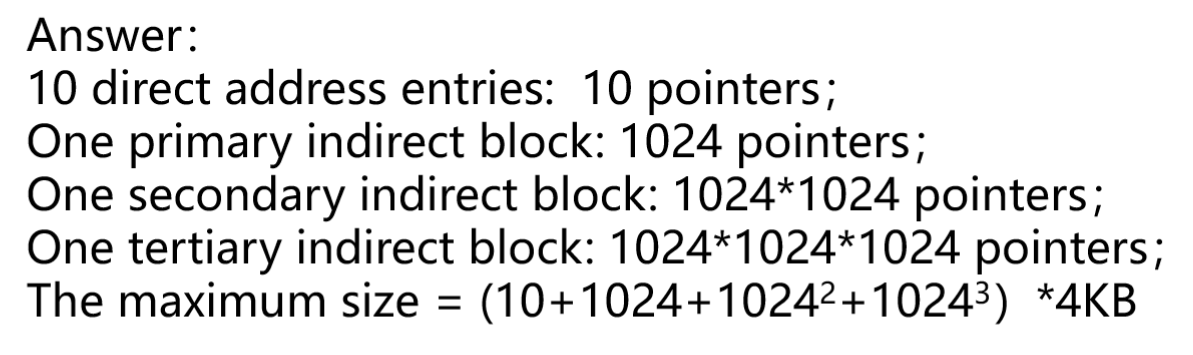 Answer：
10 direct address entries:  10 pointers；
One primary indirect block: 1024 pointers；
One secondary indirect block: 1024*1024 pointers；
One tertiary indirect block: 1024*1024*1024 pointers；
The maximum size = (10+1024+1024²+1024³)  *4KB